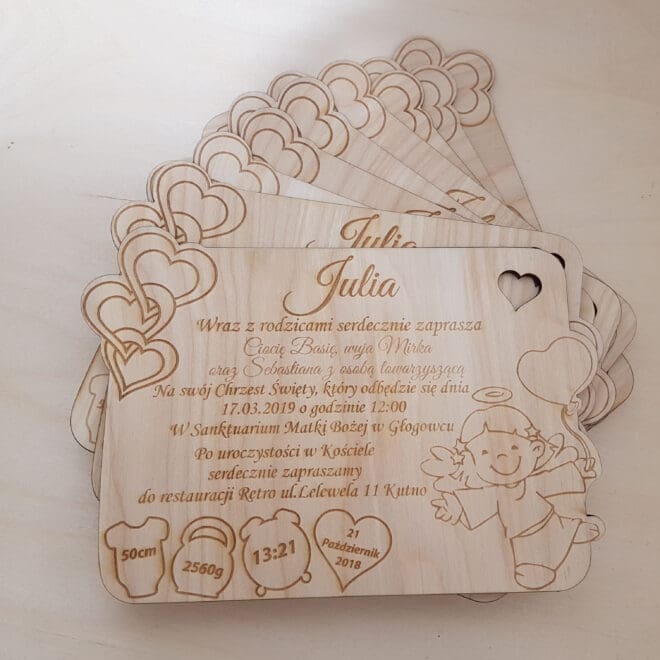 Julia
Julia
Wraz z rodzicami serdecznie zaprasza
Ciocię Basię, wuja Mirka
oraz Sebastiana z osobą towarzyszącą
Na swój Chrzest Święty, który odbędzie się dnia
17.03.2019 o godzinie 12:00
W Sanktuarium Matki Bożej w Głogowcu
Po uroczystości w Kościele
serdecznie zapraszamy
do restauracji Retro ul.Lelewela 11 Kutno
50cm
2560g
13:21
21
Październik
2018